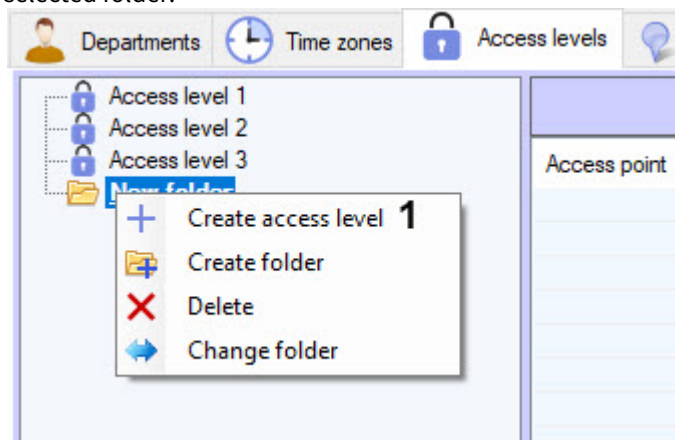 selected folder.
Departments Time zones Access levels
Access level 1
Access level 2
Access level 3
Access point
New folder
Create access level 1
Create folder
Delete
Change folder